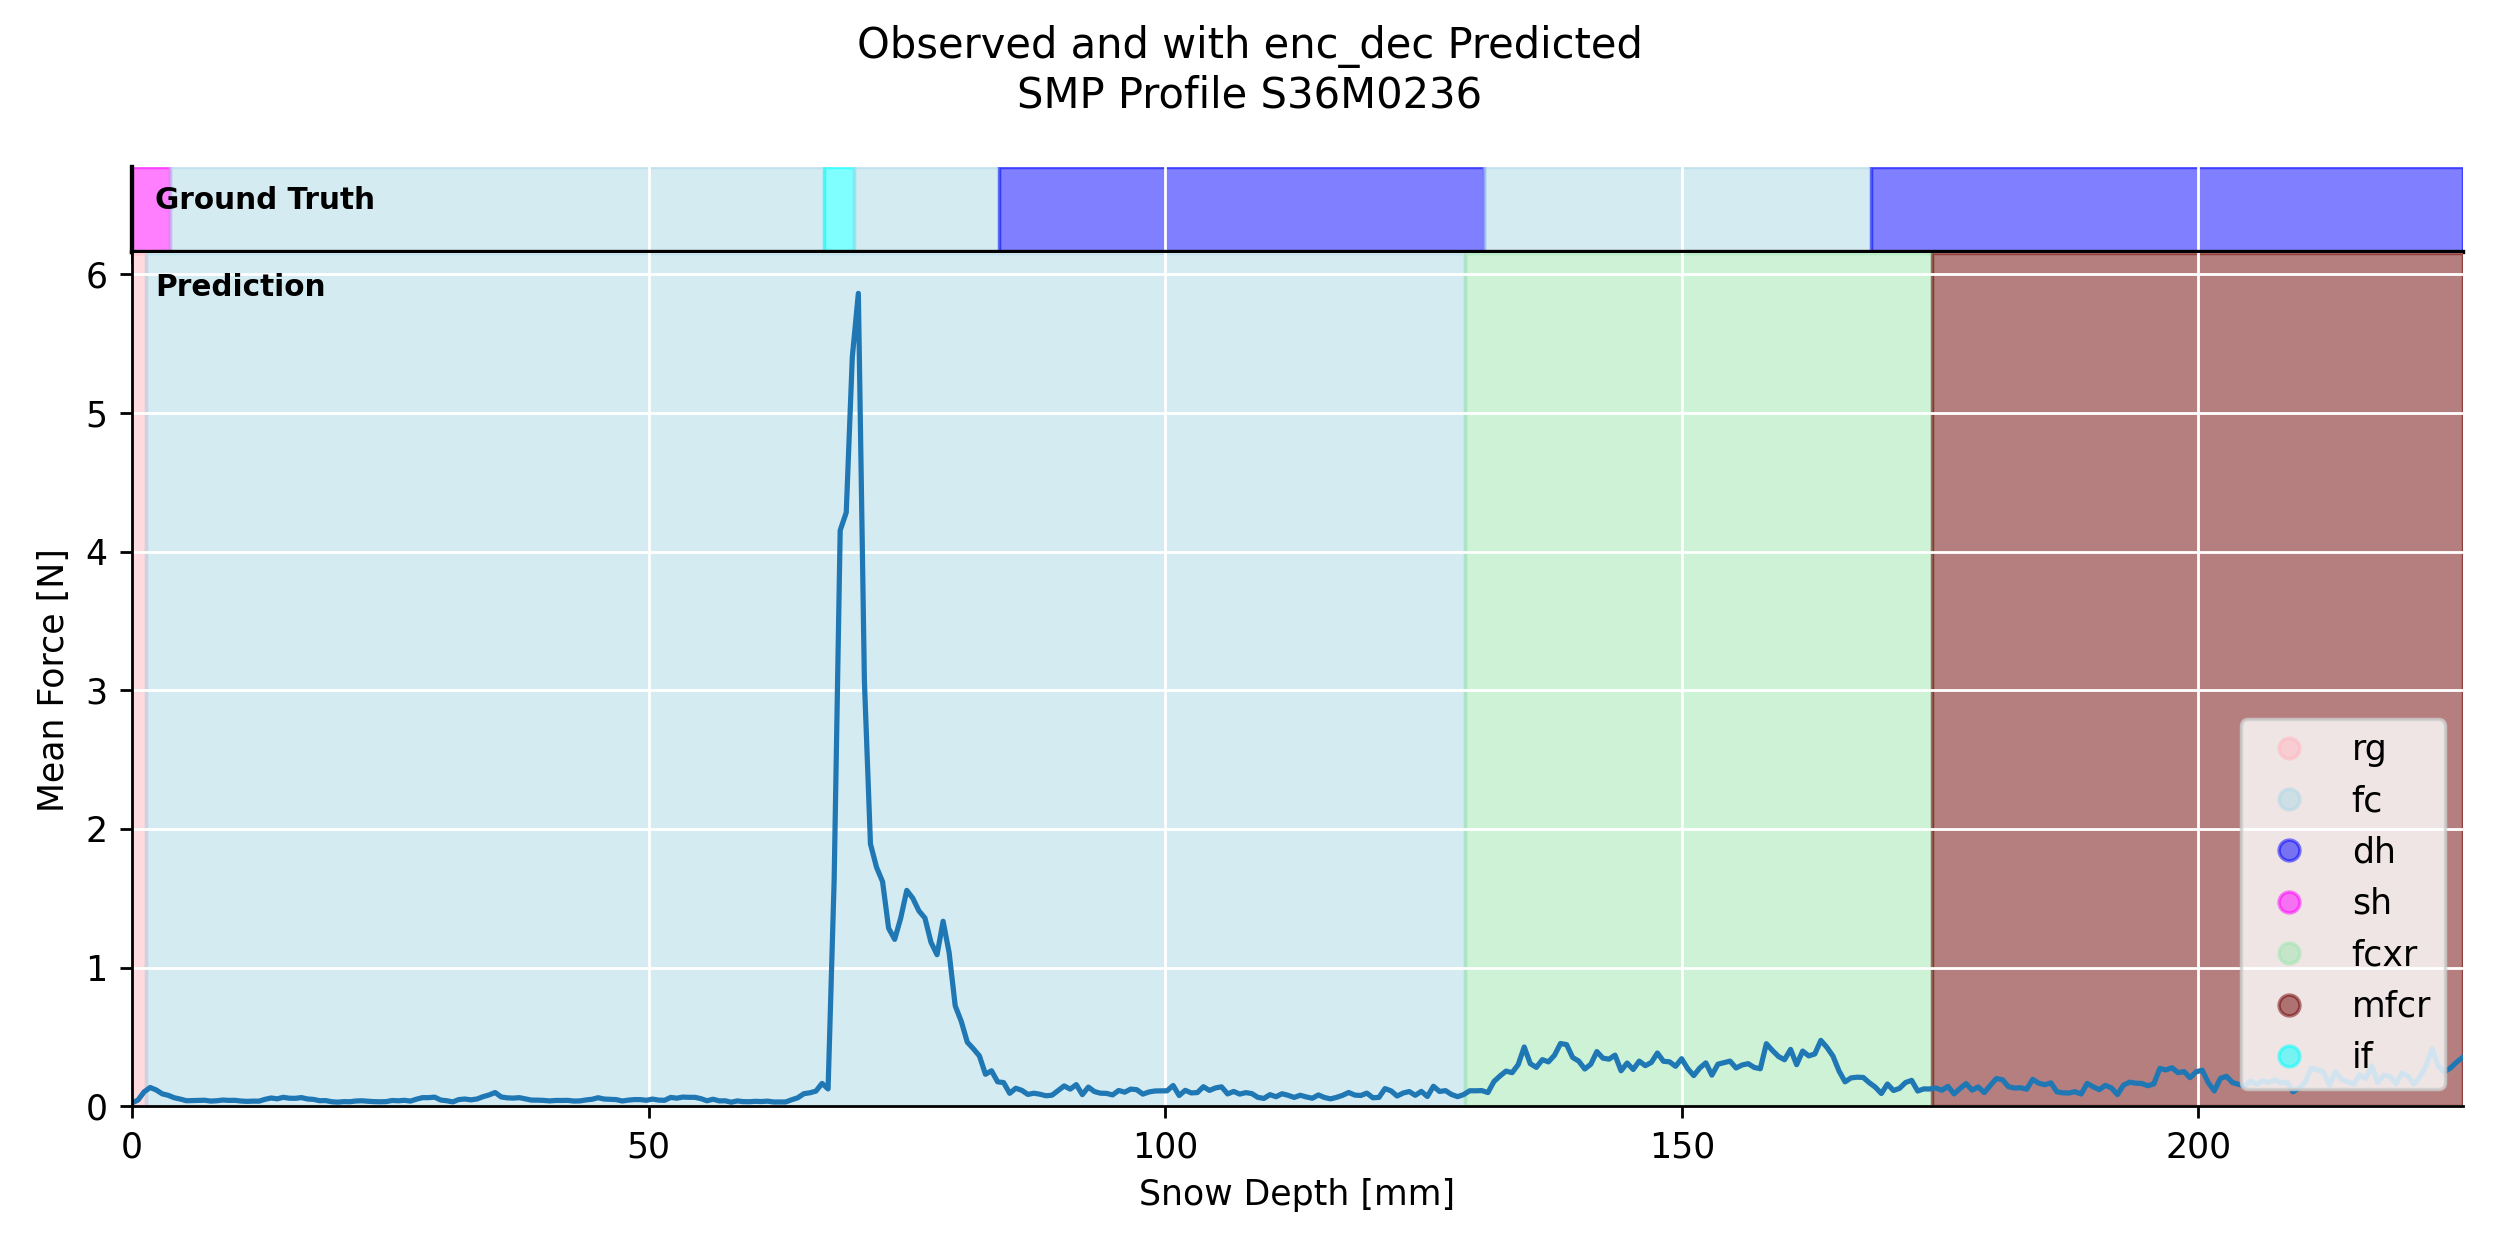 Observed and with enc_dec Predicted
SMP Profile S36M0236
Ground Truth
Prediction
6
5
4
3
2
1
0
Mean Force [N]
rg
fc
dh
sh
fcxr
mfcr
if
0 50 100 150 200
Snow Depth [mm]